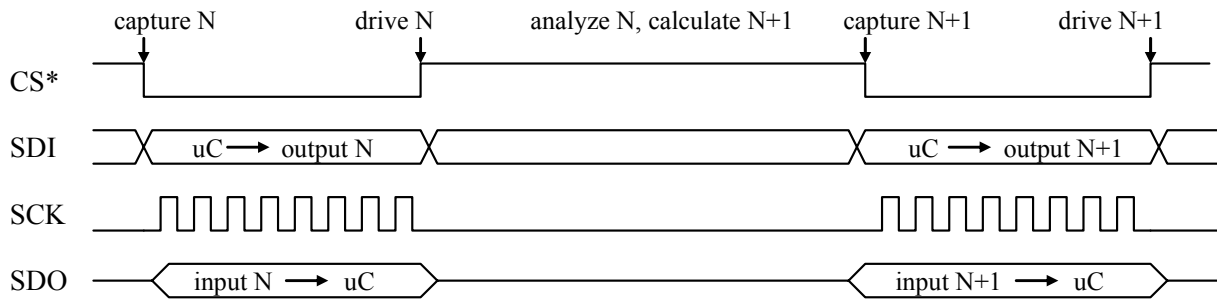 capture N drive N analyze N, calculate N+1 capture N+1 drive N+1
CS*
SDI uC → output N uC → output N+1
SCK
SDO input N → uC input N+1 → uC